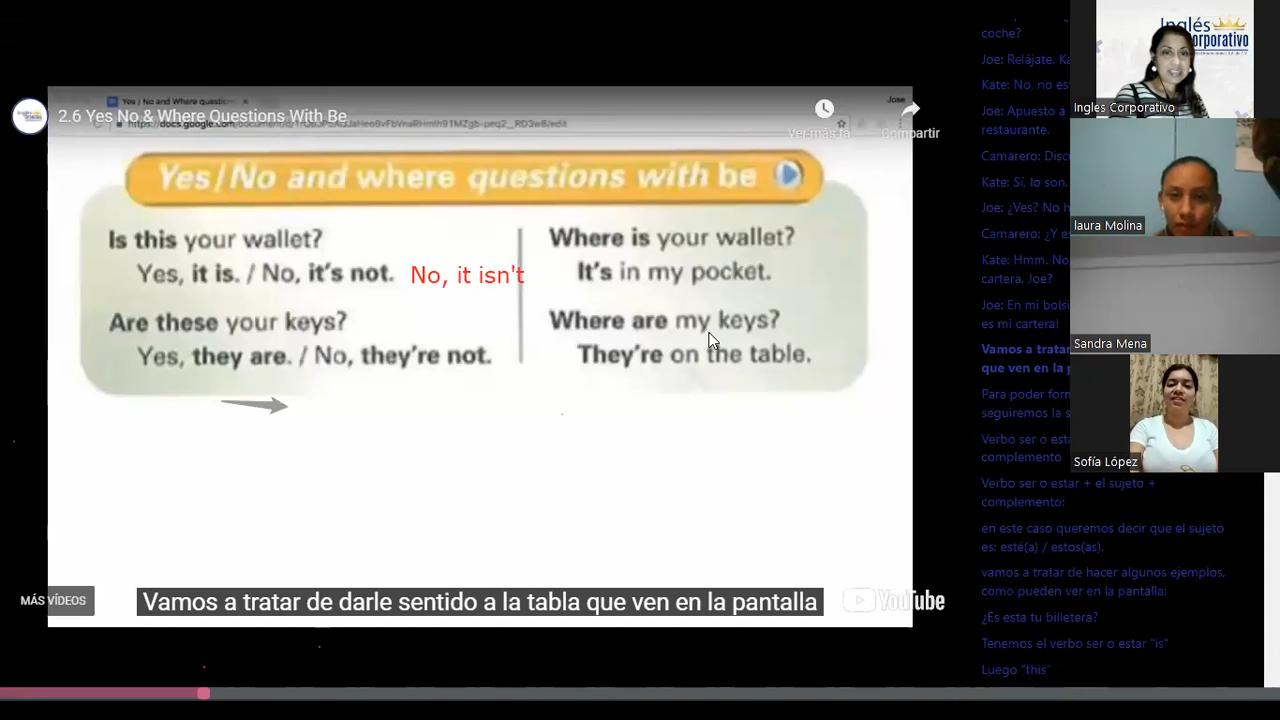 coche?
Joe: Relájate.
Kate: No, no
Joe: Apuesto a
restaurante.
Camarero:
Kate: Sí, lo son.
Joe: ¿Ves? No
Camarero:
Kate: Hmm. No,
cartera, Joe?
Joe: En mi
es mi cartera!
Vamos a tratar
que ven en la
Para poder
seguiremos la
Verbo ser o
complemento
Verbo ser o estar + el sujeto +
complemento:
en este caso queremos decir que el sujeto
es: esté(a) / estos(as).
vamos a tratar de hacer algunos ejemplos,
como pueden ver en la pantalla:
¿Es esta tu billetera?
Tenemos el verbo ser o estar "is"
Luego "this"
Inglés
Corporativo
Ingles Corporativo
laura Molina
Sandra Mena
Sofía López
Jose
2.6 Yes No & Where Questions With Be
Compartir
Yes/No and where questions with be
Is this your wallet?
Yes, it is. / No, it's not. No, it isn't
Are these your keys?
Yes, they are. / No, they're not.
Where is your wallet?
It's in my pocket.
Where are my keys?
They're on the table.
MÁS VÍDEOS
Vamos a tratar de darle sentido a la tabla que ven en la pantalla
YouTube